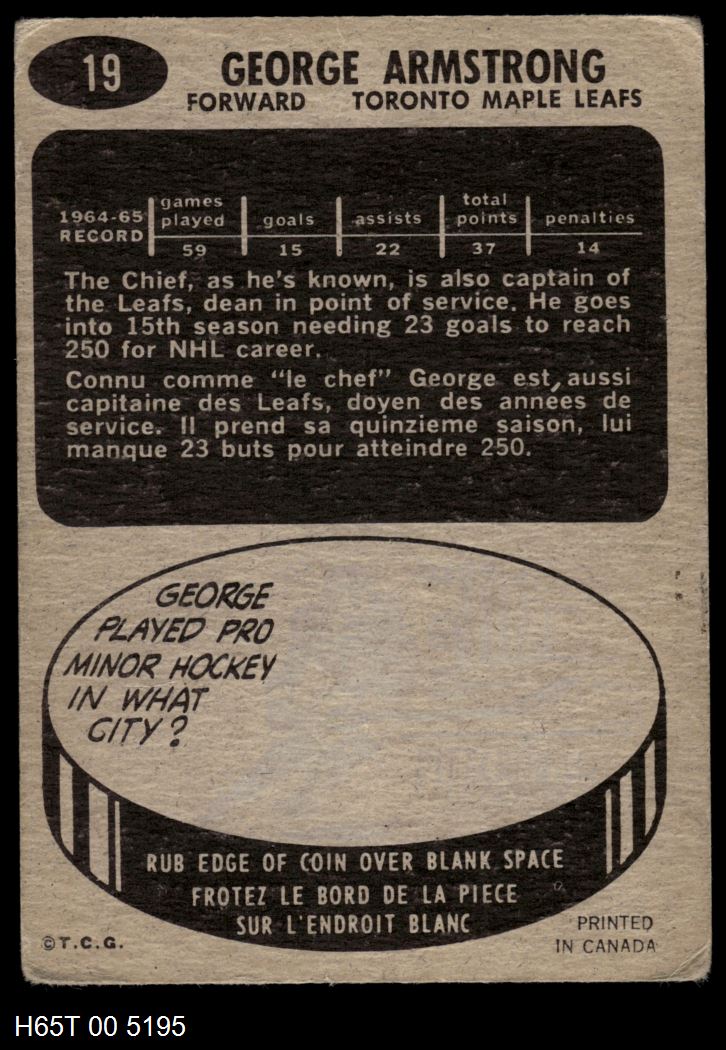 19
GEORGE ARMSTRONG
FORWARD TORONTO MAPLE LEAFS
1964-65 RECORD games played goals assists total points penalties
59 15 22 37 14
The Chief, as he's known, is also captain of
the Leafs, dean in point of service. He goes
into 15th season needing 23 goals to reach
250 for NHL career.
Connu comme "le chef" George est aussi
capitaine des Leafs, doyen des années de
service. Il prend sa quinzieme saison, lui
manque 23 buts pour atteindre 250.
GEORGE
PLAYED PRO
MINOR HOCKEY
IN WHAT
CITY?
RUB EDGE OF COIN OVER BLANK SPACE
FROTEZ LE BORD DE LA PIECE
SUR L'ENDROIT BLANC
©T.C.G.
PRINTED
IN CANADA
H65T 00 5195